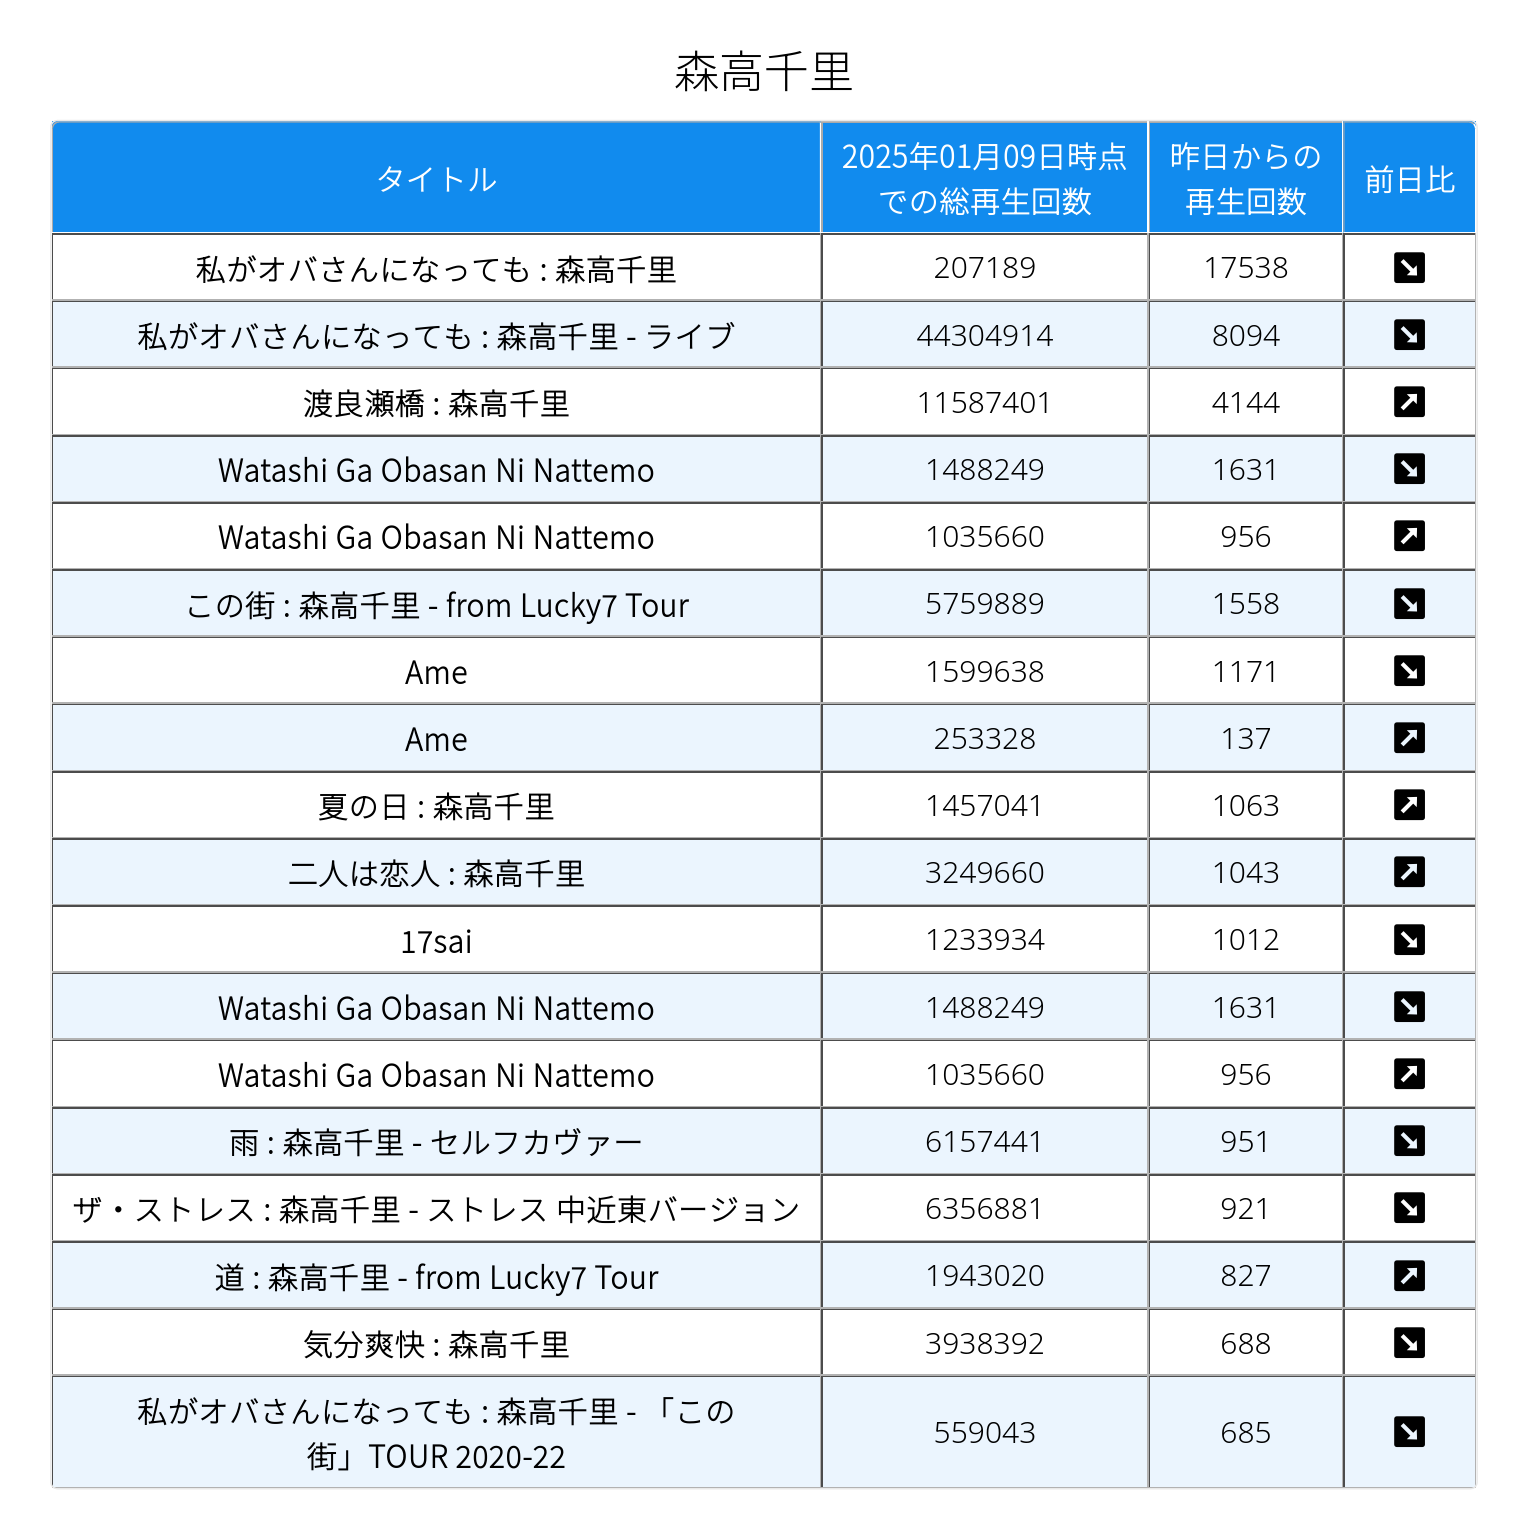 森高千里
タイトル
2025年01月09日時点
での総再生回数
昨日からの
再生回数
前日比
私がオバさんになっても : 森高千里 207189 17538
私がオバさんになっても : 森高千里 - ライブ 44304914 8094
渡良瀬橋 : 森高千里 11587401 4144
Watashi Ga Obasan Ni Nattemo 1488249 1631
Watashi Ga Obasan Ni Nattemo 1035660 956
この街 : 森高千里 - from Lucky7 Tour 5759889 1558
Ame 1599638 1171
Ame 253328 137
夏の日 : 森高千里 1457041 1063
二人は恋人 : 森高千里 3249660 1043
17sai 1233934 1012
Watashi Ga Obasan Ni Nattemo 1488249 1631
Watashi Ga Obasan Ni Nattemo 1035660 956
雨 : 森高千里 - セルフカヴァー 6157441 951
ザ・ストレス : 森高千里 - ストレス 中近東バージョン 6356881 921
道 : 森高千里 - from Lucky7 Tour 1943020 827
気分爽快 : 森高千里 3938392 688
私がオバさんになっても : 森高千里 - 「この
街」TOUR 2020-22 559043 685